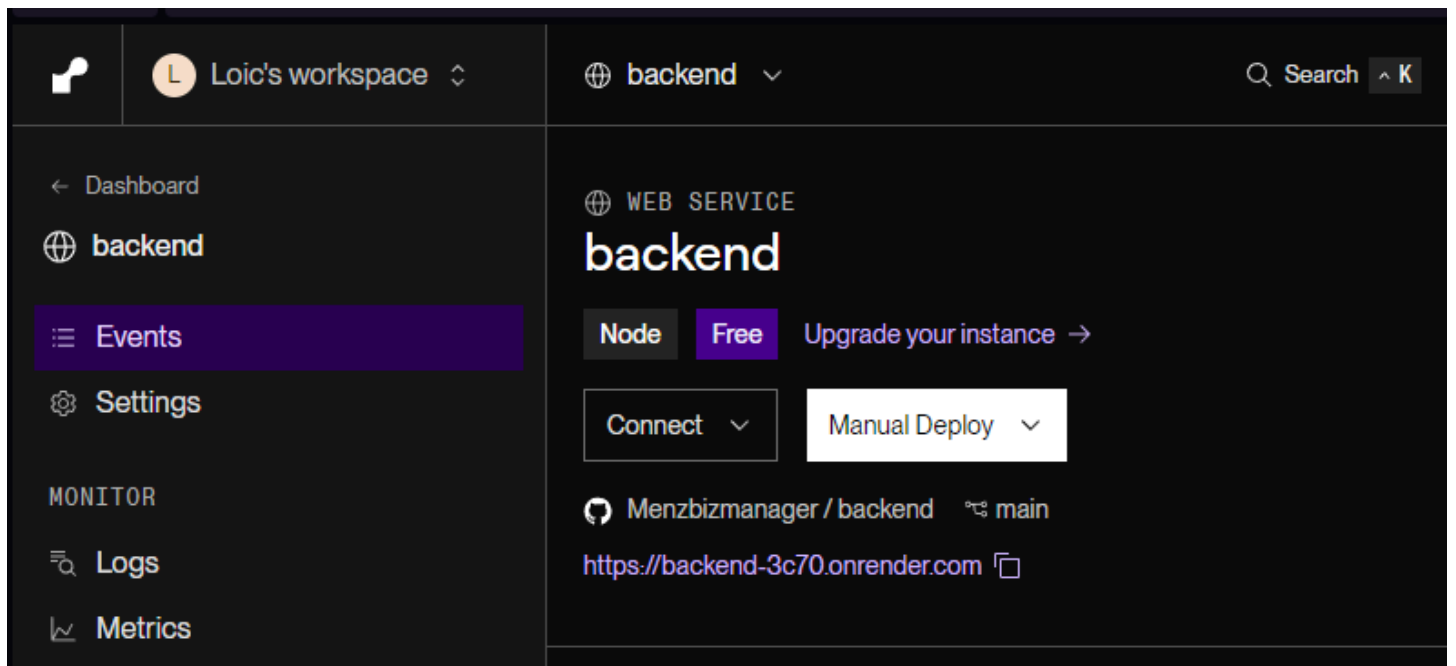 L Loic's workspace
backend
Search ^ K
← Dashboard
backend
Events
Settings
MONITOR
Logs
Metrics
WEB SERVICE
backend
Node Free Upgrade your instance →
Connect Manual Deploy
Menzbizmanager / backend main
https://backend-3c70.onrender.com